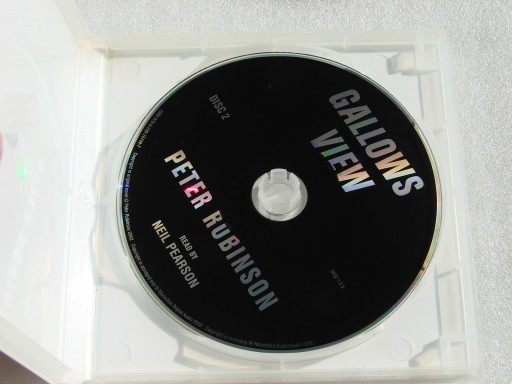 GALLOWS
VIEW
DISC 2
PETER ROBINSON
READ BY
NEIL PEARSON